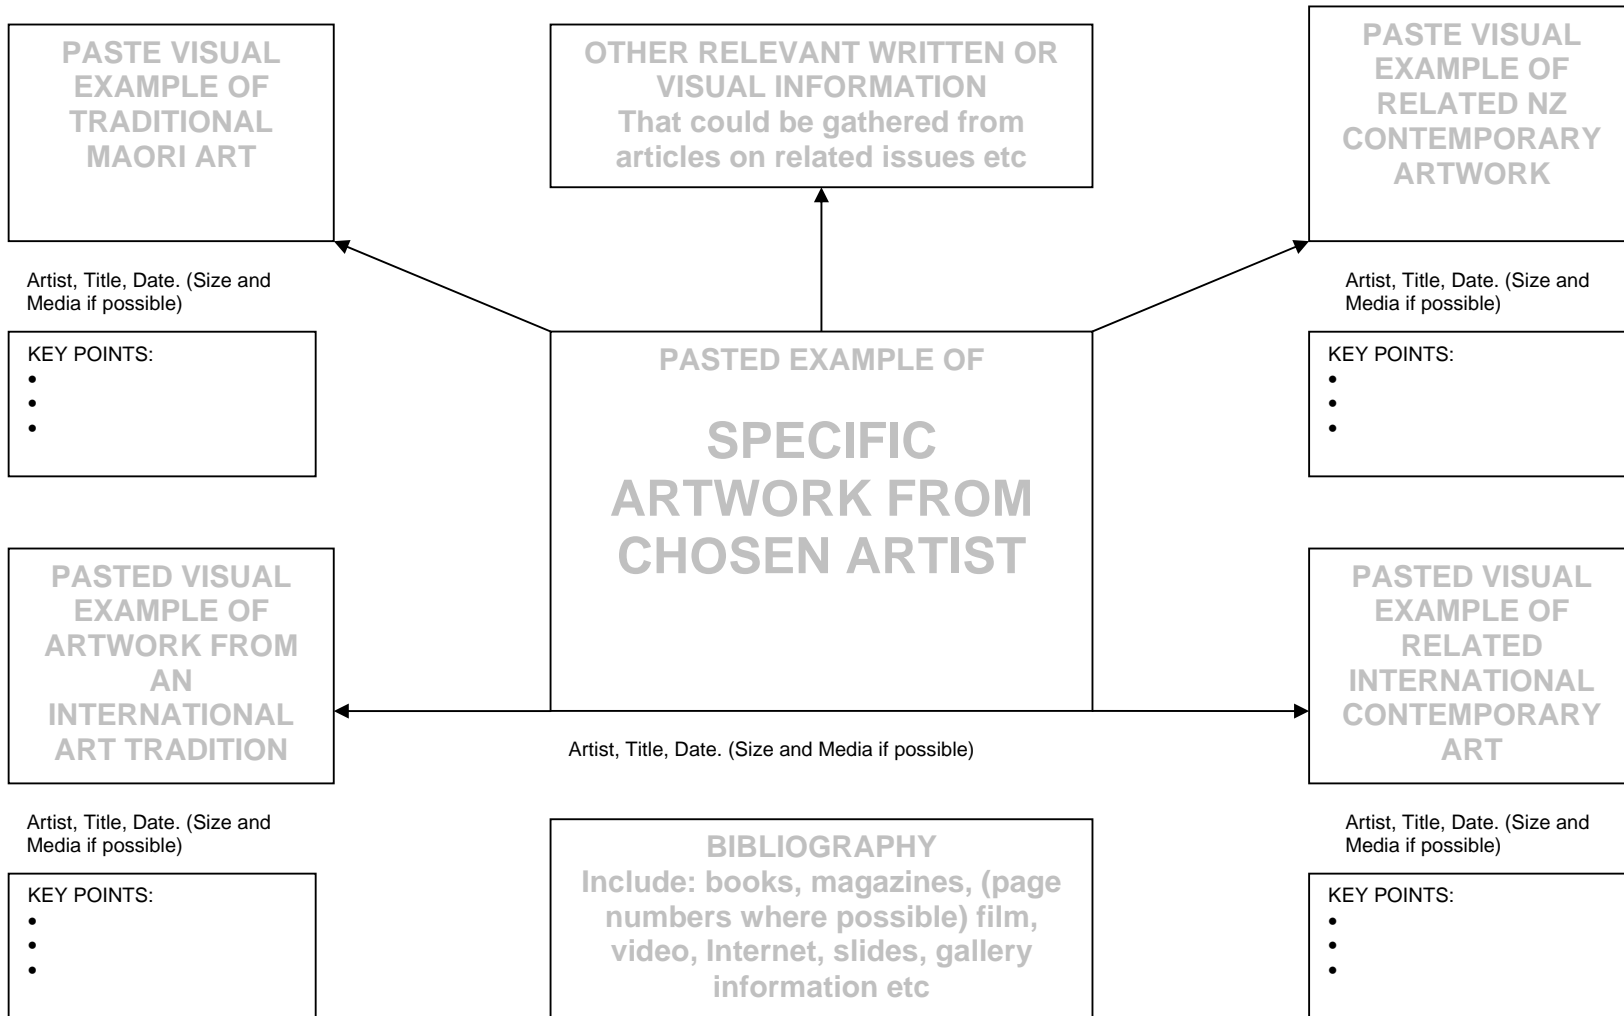 PASTE VISUAL
EXAMPLE OF
TRADITIONAL
MAORI ART
OTHER RELEVANT WRITTEN OR
VISUAL INFORMATION
That could be gathered from
articles on related issues etc
PASTE VISUAL
EXAMPLE OF
RELATED NZ
CONTEMPORARY
ARTWORK
Artist, Title, Date. (Size and
Media if possible)
Artist, Title, Date. (Size and
Media if possible)
KEY POINTS:
•
•
•
PASTED EXAMPLE OF
SPECIFIC
ARTWORK FROM
CHOSEN ARTIST
KEY POINTS:
•
•
•
PASTED VISUAL
EXAMPLE OF
ARTWORK FROM
AN
INTERNATIONAL
ART TRADITION
PASTED VISUAL
EXAMPLE OF
RELATED
INTERNATIONAL
CONTEMPORARY
ART
Artist, Title, Date. (Size and Media if possible)
Artist, Title, Date. (Size and
Media if possible)
Artist, Title, Date. (Size and
Media if possible)
KEY POINTS:
•
•
•
BIBLIOGRAPHY
Include: books, magazines, (page
numbers where possible) film,
video, Internet, slides, gallery
information etc
KEY POINTS:
•
•
•